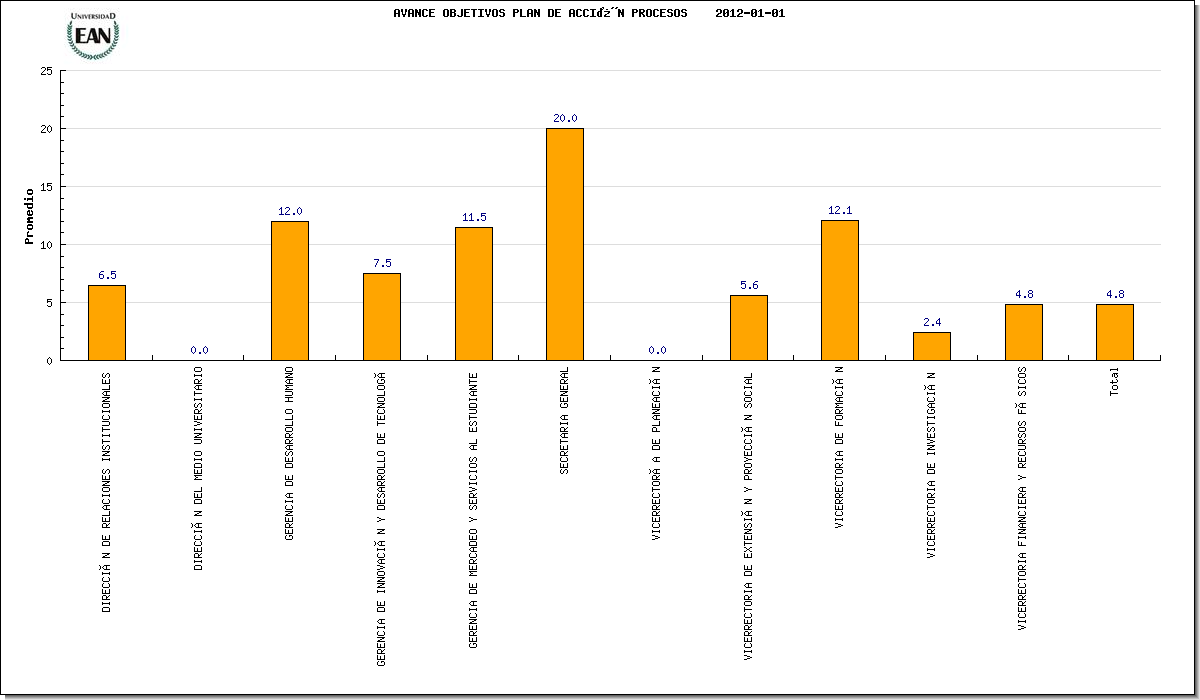 UNIVERSIDAD
EAN
AVANCE OBJETIVOS PLAN DE ACCIďż˝N PROCESOS 2012-01-01
Promedio
25
20
15
10
5
0
6.5
0.0
12.0
7.5
11.5
20.0
0.0
5.6
12.1
2.4
4.8
4.8
DIRECCIĂ N DE RELACIONES INSTITUCIONALES
DIRECCIĂ N DEL MEDIO UNIVERSITARIO
GERENCIA DE DESARROLLO HUMANO
GERENCIA DE INNOVACIĂ N Y DESARROLLO DE TECNOLOGĂ
GERENCIA DE MERCADEO Y SERVICIOS AL ESTUDIANTE
SECRETARIA GENERAL
VICERRECTORĂ A DE PLANEACIĂ N
VICERRECTORIA DE EXTENSIĂ N Y PROYECCIĂ N SOCIAL
VICERRECTORIA DE FORMACIĂ N
VICERRECTORIA DE INVESTIGACIĂ N
VICERRECTORIA FINANCIERA Y RECURSOS FĂ SICOS
Total